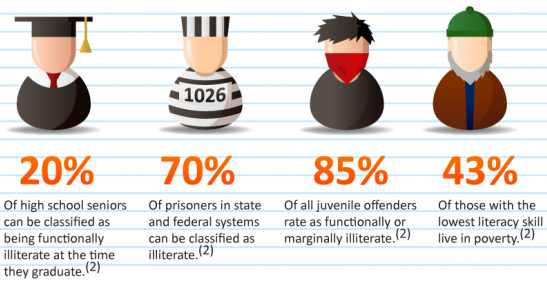 1026
20%
Of high school seniors
can be classified as
being functionally
illiterate at the time
they graduate.(2)
70%
Of prisoners in state
and federal systems
can be classified as
illiterate.(2)
85%
Of all juvenile offenders
rate as functionally or
marginally illiterate.(2)
43%
Of those with the
lowest literacy skill
live in poverty.(2)